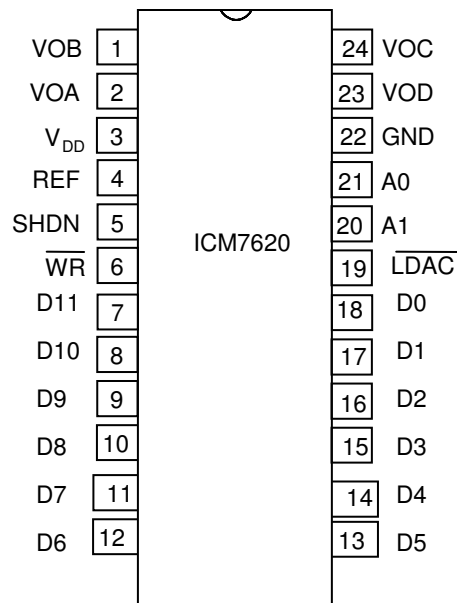 VOB 1 24 VOC
VOA 2 23 VOD
VDD 3 22 GND
REF 4 21 A0
SHDN 5 20 A1
ICM7620
WR 6 19 LDAC
D11 7 18 D0
D10 8 17 D1
D9 9 16 D2
D8 10 15 D3
D7 11 14 D4
D6 12 13 D5